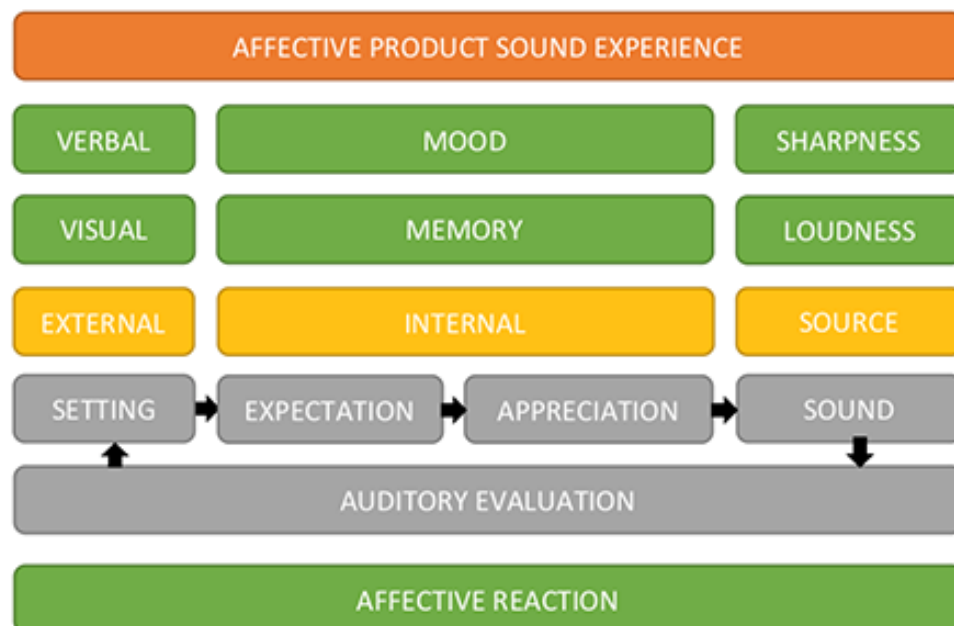 AFFECTIVE PRODUCT SOUND EXPERIENCE
VERBAL MOOD SHARPNESS
VISUAL MEMORY LOUDNESS
EXTERNAL INTERNAL SOURCE
SETTING EXPECTATION APPRECIATION SOUND
AUDITORY EVALUATION
AFFECTIVE REACTION